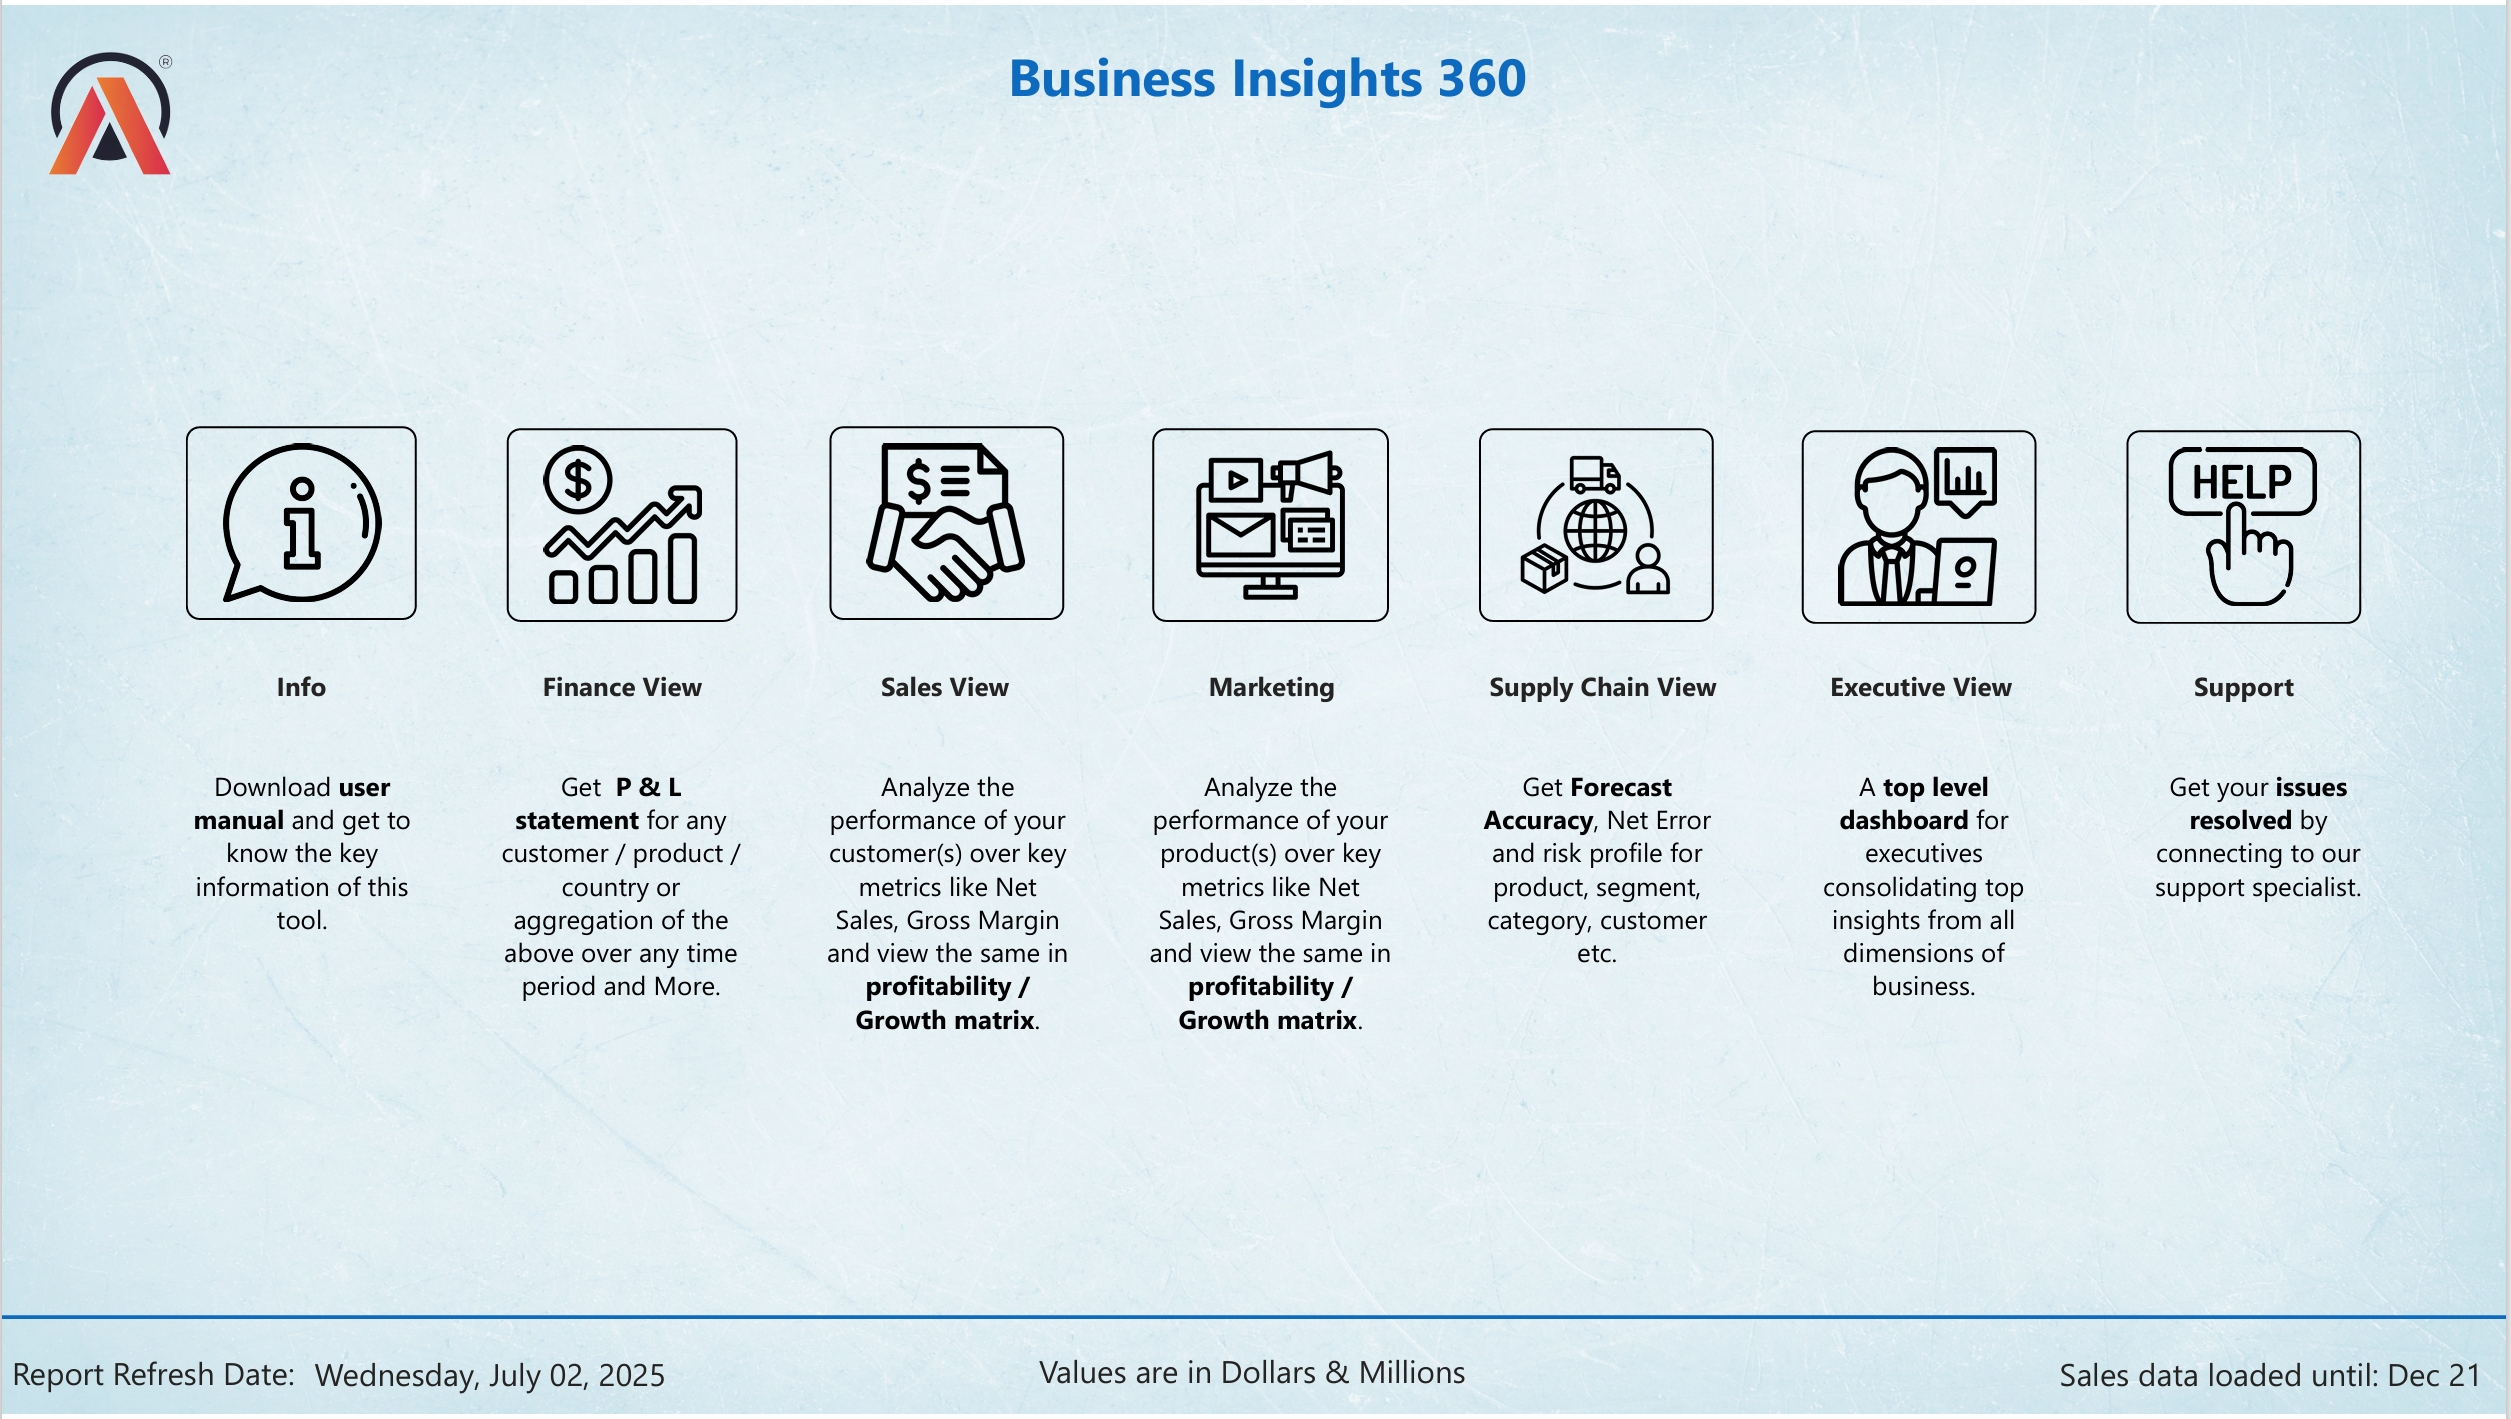 ®
Business Insights 360
HELP
Info
Finance View
Sales View
Marketing
Supply Chain View
Executive View
Support
Download user
manual and get to
know the key
information of this
tool.
Get P & L
statement for any
customer / product /
country or
aggregation of the
above over any time
period and More.
Analyze the
performance of your
customer(s) over key
metrics like Net
Sales, Gross Margin
and view the same in
profitability /
Growth matrix.
Analyze the
performance of your
product(s) over key
metrics like Net
Sales, Gross Margin
and view the same in
profitability /
Growth matrix.
Get Forecast
Accuracy, Net Error
and risk profile for
product, segment,
category, customer
etc.
A top level
dashboard for
executives
consolidating top
insights from all
dimensions of
business.
Get your issues
resolved by
connecting to our
support specialist.
Report Refresh Date: Wednesday, July 02, 2025
Values are in Dollars & Millions
Sales data loaded until: Dec 21